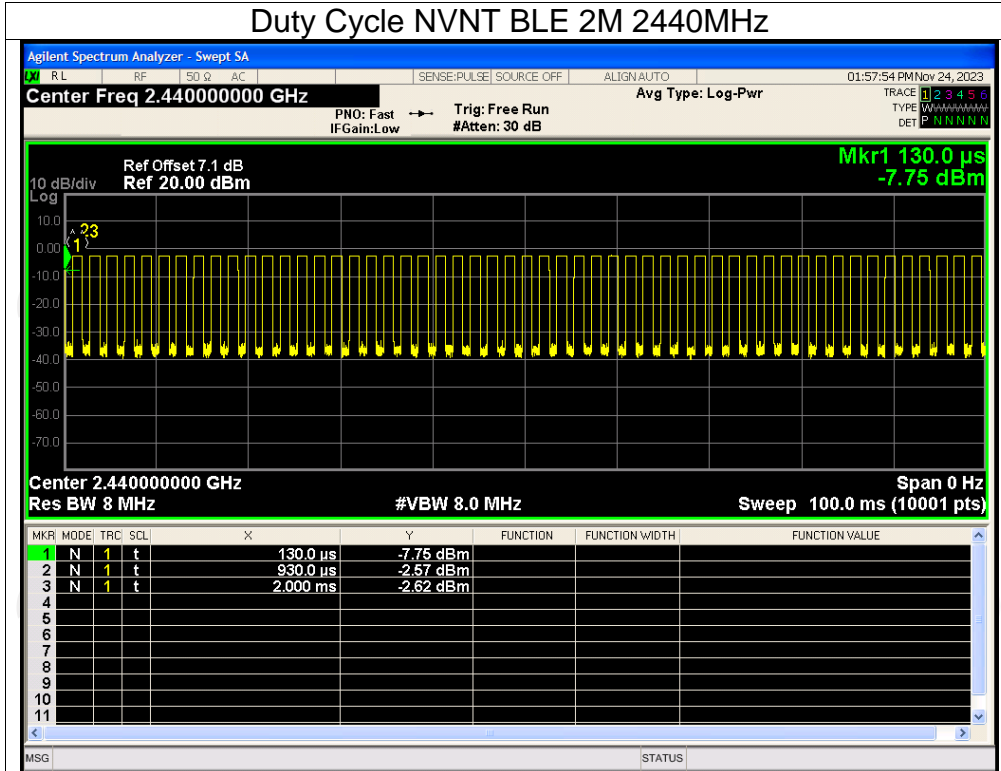 Duty Cycle NVNT BLE 2M 2440MHz
Agilent Spectrum Analyzer - Swept SA
LXI RL RF 50 Ω AC SENSE:PULSE SOURCE OFF ALIGN AUTO 01:57:54 PM Nov 24, 2023
Center Freq 2.440000000 GHz
PNO: Fast
IFGain:Low
Trig: Free Run
#Atten: 30 dB
Avg Type: Log-Pwr
TRACE 1 2 3 4 5 6
TYPE WWWWWW
DET P N N N N N
Mkr1 130.0 µs
-7.75 dBm
Ref Offset 7.1 dB
10 dB/div Ref 20.00 dBm
Log
10.0
0.00
-10.0
-20.0
-30.0
-40.0
-50.0
-60.0
-70.0
23
1
Center 2.440000000 GHz Span 0 Hz
Res BW 8 MHz #VBW 8.0 MHz Sweep 100.0 ms (10001 pts)
MKR MODE TRC SCL X Y FUNCTION FUNCTION WIDTH FUNCTION VALUE
1 N 1 t 130.0 µs -7.75 dBm
2 N 1 t 930.0 µs -2.57 dBm
3 N 1 t 2.000 ms -2.62 dBm
4
5
6
7
8
9
10
11
MSG STATUS